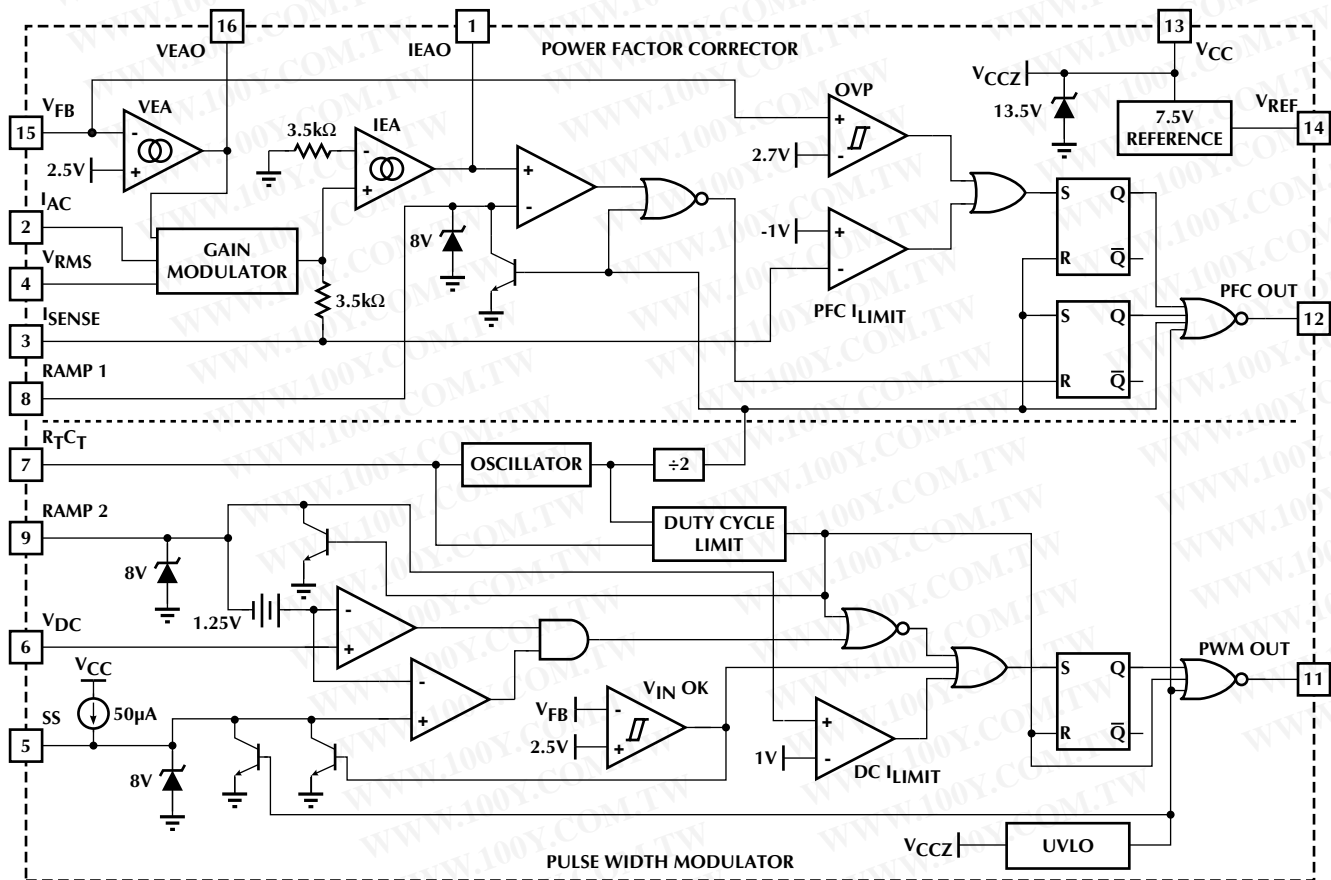 16
VEAO
1
IEAO
POWER FACTOR CORRECTOR
13
VCC
VCCZ
13.5V
7.5V
REFERENCE
VREF
14
VFB
15
VEA
-
+
2.5V
3.5kΩ
IEA
-
+
OVP
+
-
2.7V
+
-
8V
IAC
2
VRMS
4
GAIN
MODULATOR
3.5kΩ
ISENSE
3
RAMP 1
8
-1V
+
-
PFC ILIMIT
S
Q
R
Q̅
S
Q
R
Q̅
PFC OUT
12
RTCT
7
OSCILLATOR
÷2
DUTY CYCLE
LIMIT
RAMP 2
9
8V
1.25V
-
+
VDC
6
VCC
50µA
SS
5
8V
-
+
VIN OK
VFB
-
2.5V
+
+
1V
-
DC ILIMIT
S
Q
R
Q̅
PWM OUT
11
VCCZ
UVLO
PULSE WIDTH MODULATOR
WWW.100Y.COM.TW